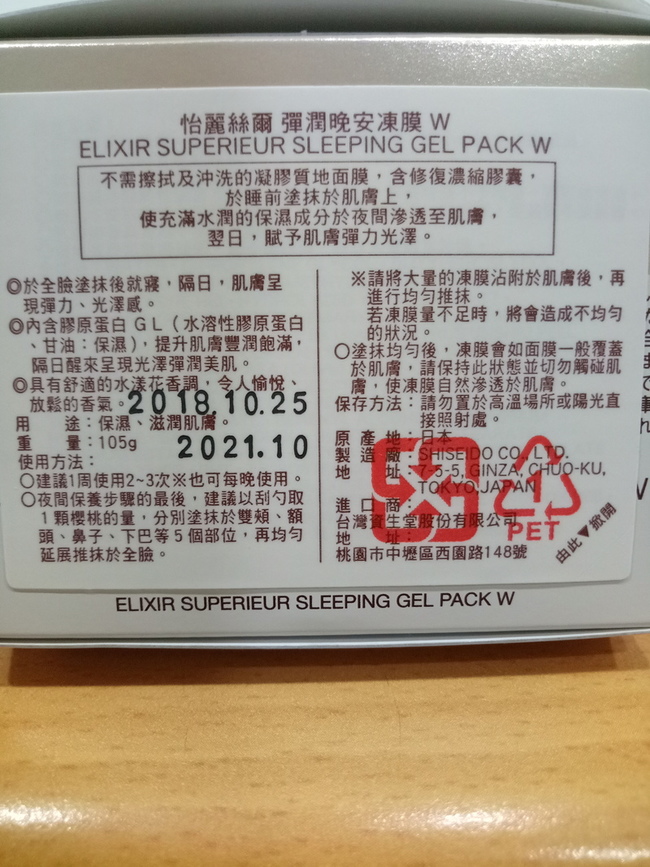 怡麗絲爾 彈潤晚安凍膜 W
ELIXIR SUPERIEUR SLEEPING GEL PACK W
不需擦拭及沖洗的凝膠質地面膜，含修復濃縮膠囊，
於睡前塗抹於肌膚上，
使充滿水潤的保濕成分於夜間滲透至肌膚，
翌日，賦予肌膚彈力光澤。
◎於全臉塗抹後就寢，隔日，肌膚呈
現彈力、光澤感。
◎內含膠原蛋白ＧＬ（水溶性膠原蛋白
、甘油：保濕），提升肌膚豐潤飽滿，
隔日醒來呈現光澤彈潤美肌。
◎具有舒適的水漾花香調，令人愉悅、
放鬆的香氣。
2018.10.25
用　　途：保濕、滋潤肌膚。
重　　量：105g
2021.10
使用方法：
○建議1周使用2~3次※也可每晚使用。
○夜間保養步驟的最後，建議以刮勺取
1顆櫻桃的量，分別塗抹於雙頰、額
頭、鼻子、下巴等5個部位，再均勻
延展推抹於全臉。
※請將大量的凍膜沾附於肌膚後，再
進行均勻推抹。
若凍膜量不足時，將會造成不均勻
的狀況。
○塗抹均勻後，凍膜會如面膜一般覆蓋
於肌膚，請保持此狀態並切勿觸碰肌
膚，使凍膜自然滲透於肌膚。
保存方法：請勿置於高溫場所或陽光直
接照射處。
原　產　地：日本
製　造　廠：SHISEIDO CO., LTD.
地　　　址：7-5-5, GINZA, CHUO-KU,
TOKYO,JAPAN
進　口　商：
台灣資生堂股份有限公司
地　　　址：
桃園市中壢區西園路148號
1
PET
由此▼掀開
ELIXIR SUPERIEUR SLEEPING GEL PACK W